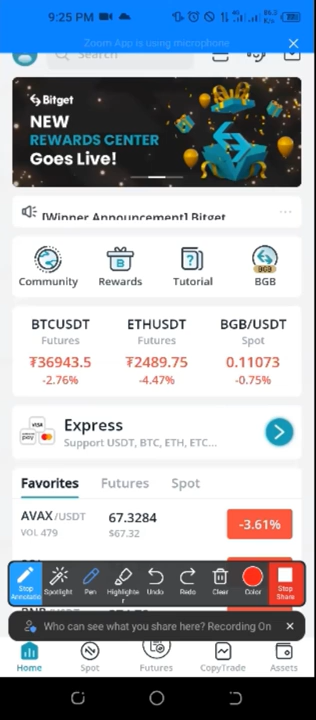 9:25 PM
Zoom App is using microphone
Search
Bitget
NEW
REWARDS CENTER
Goes Live!
[Winner Announcement] Bitget
Community Rewards Tutorial BGB
BTCUSDT ETHUSDT BGB/USDT
Futures Futures Spot
₮36943.5 ₮2489.75 0.11073
-2.76% -4.47% -0.75%
Express
Support USDT, BTC, ETH, ETC...
Favorites Futures Spot
AVAX/USDT 67.3284 -3.61%
VOL 479 $67.32
Stop Annotatio Spotlight Pen Highlighter Undo Redo Clear Color Stop Share
Who can see what you share here? Recording On
Home Spot Futures CopyTrade Assets